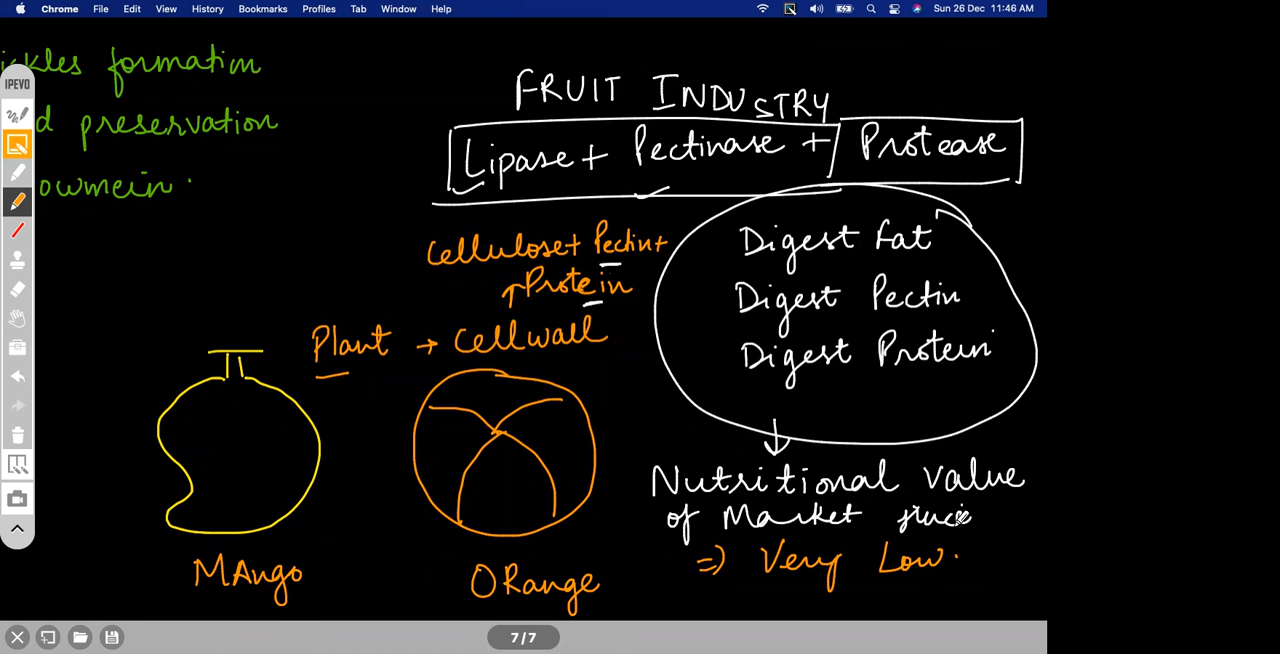 Chrome File Edit View History Bookmarks Profiles Tab Window Help Sun 26 Dec 11:46 AM
ickles formation
d preservation
owmein.
IPEVO
FRUIT INDUSTRY
Lipase + Pectinase + Protease
Cellulose + Pectin +
↑ Protein
Plant → Cellwall
Digest Fat
Digest Pectin
Digest Protein
Nutritional value
of Market
⇒ Very Low.
MAngo
ORange
7/7